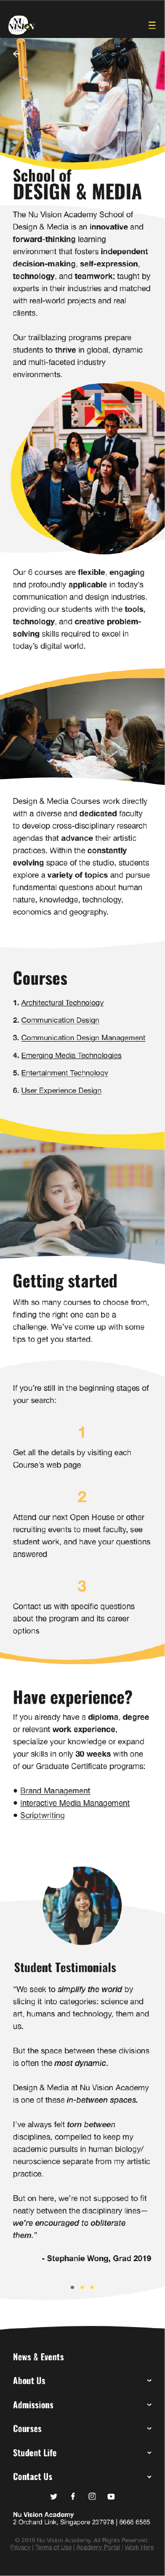 NU
VISION
School of
DESIGN & MEDIA
The Nu Vision Academy School of
Design & Media is an innovative and
forward-thinking learning
environment that fosters independent
decision-making, self-expression,
technology, and teamwork; taught by
experts in their industries and matched
with real-world projects and real
clients.
Our trailblazing programs prepare
students to thrive in global, dynamic
and multi-faceted Industry
environments.
Our 6 courses are flexible, engaging
and profoundly applicable in today's
communication and design industries,
providing our students with the tools,
technology, and creative problem-
solving skills required to excel in
today's digital world.
Design & Media Courses work directly
with a diverse and dedicated faculty
to develop cross-disciplinary research
agendas that advance their artistic
practices. Within the constantly
evolving space of the studio, students
explore a variety of topics and pursue
fundamental questions about human
nature, knowledge, technology,
economics and geography.
Courses
1. Architectural Technology
2. Communication Design
3. Communication Design Management
4. Emerging Media Technologies
5. Entertainment Technology
6. User Experience Design
Getting started
With so many courses to choose from,
finding the right one can be a
challenge. We've come up with some
tips to get you started.
If you're still in the beginning stages of
your search:
1
Get all the details by visiting each
Course's web page
2
Attend our next Open House or other
recruiting events to meet faculty, see
student work, and have your questions
answered
3
Contact us with specific questions
about the program and its career
options
Have experience?
If you already have a diploma, degree
or relevant work experience,
specialize your knowledge or expand
your skills in only 30 weeks with one
of our Graduate Certificate programs:
• Brand Management
• Interactive Media Management
• Scriptwriting
Student Testimonials
"We seek to simplify the world by
slicing it into categories: science and
art, humans and technology, them and
us.
But the space between these divisions
is often the most dynamic.
Design & Media at Nu Vision Academy
is one of these in-between spaces.
I've always felt torn between
disciplines, compelled to keep my
academic pursuits in human biology/
neuroscience separate from my artistic
practice.
But on here, we're not supposed to fit
neatly between the disciplinary lines—
we're encouraged to obliterate
them."
- Stephanie Wong, Grad 2019
News & Events
About Us
Admissions
Courses
Student Life
Contact Us
Nu Vision Academy
2 Orchard Link, Singapore 237978 | 6666 6565
© 2019 Nu Vision Academy. All Rights Reserved.
Privacy | Terms of Use | Academy Portal | Work Here